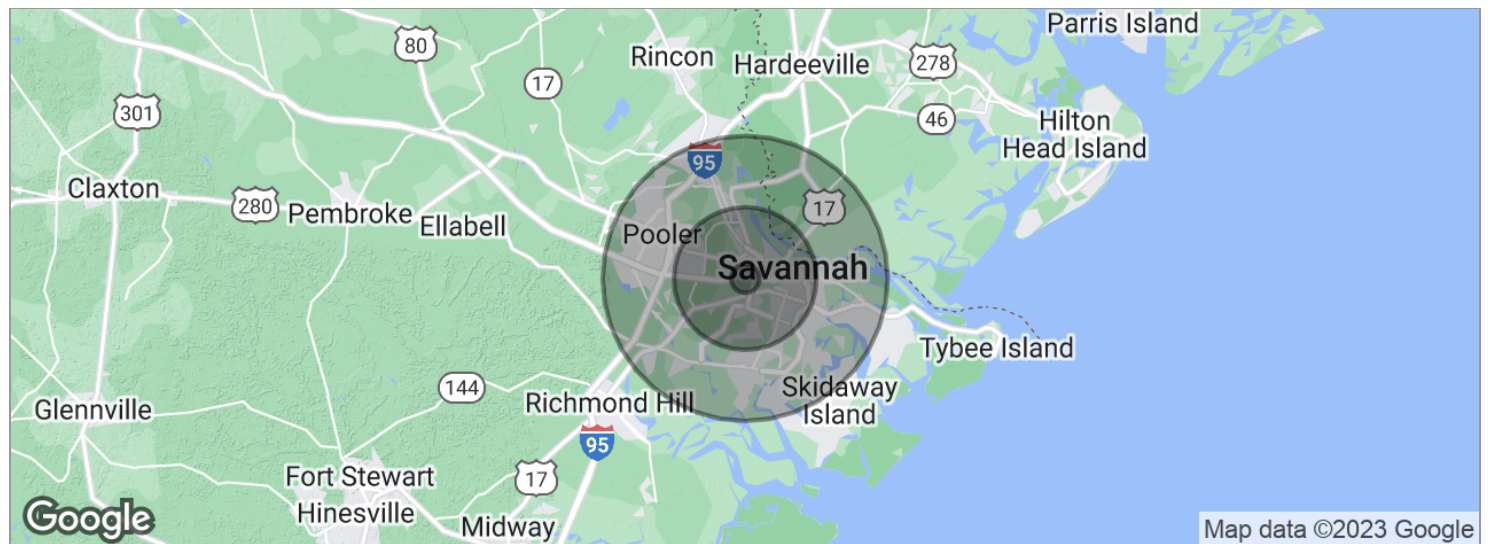 Parris Island
80
Rincon
Hardeeville
278
17
301
46
Hilton
Head Island
95
Claxton
280
Pembroke
Ellabell
17
Pooler
Savannah
Tybee Island
144
Richmond Hill
Skidaway
Island
Glennville
95
Fort Stewart
17
Hinesville
Midway
Google
Map data ©2023 Google